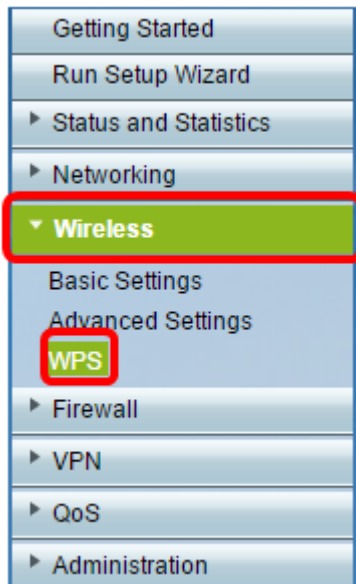 Getting Started
Run Setup Wizard
Status and Statistics
Networking
Wireless
Basic Settings
Advanced Settings
WPS
Firewall
VPN
QoS
Administration